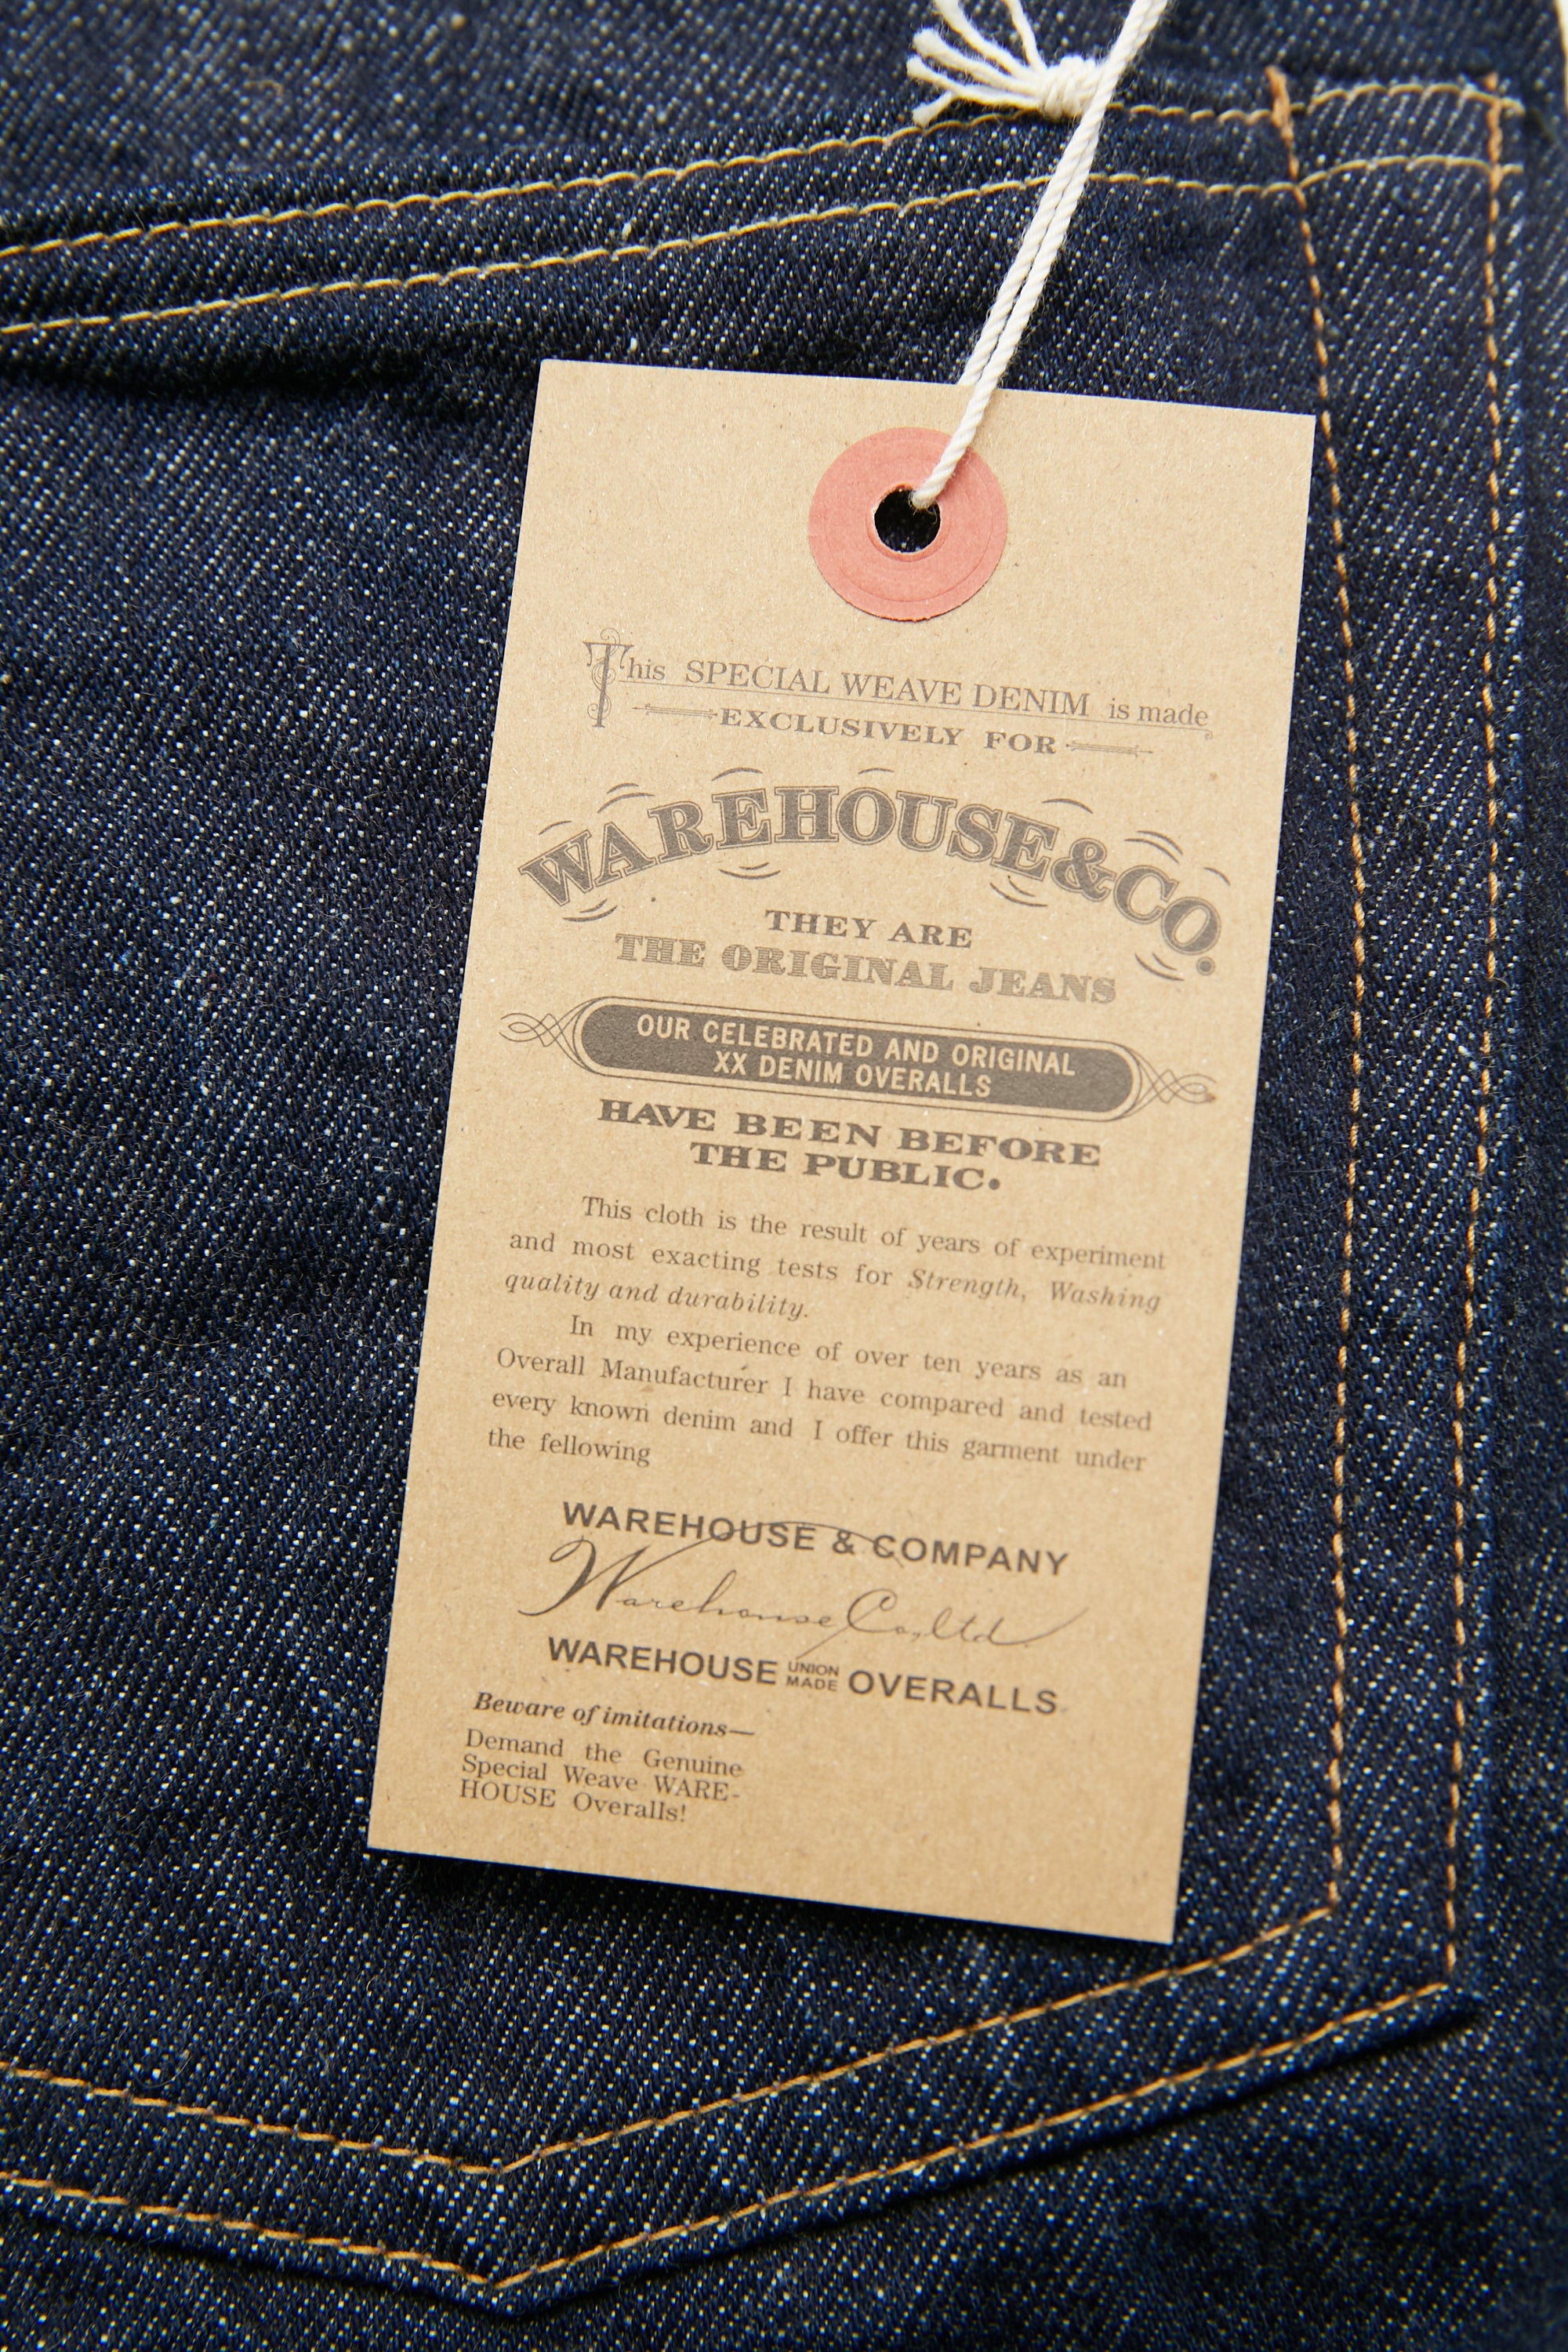 This SPECIAL WEAVE DENIM is made
EXCLUSIVELY FOR
WAREHOUSE&CO.
THEY ARE
THE ORIGINAL JEANS
OUR CELEBRATED AND ORIGINAL
XX DENIM OVERALLS
HAVE BEEN BEFORE
THE PUBLIC.
This cloth is the result of years of experiment
and most exacting tests for Strength, Washing
quality and durability.
In my experience of over ten years as an
Overall Manufacturer I have compared and tested
every known denim and I offer this garment under
the fellowing
WAREHOUSE & COMPANY
Warehouse Co,.ltd.
WAREHOUSE UNION MADE OVERALLS
Beware of imitations—
Demand the Genuine
Special Weave WARE-
HOUSE Overalls!